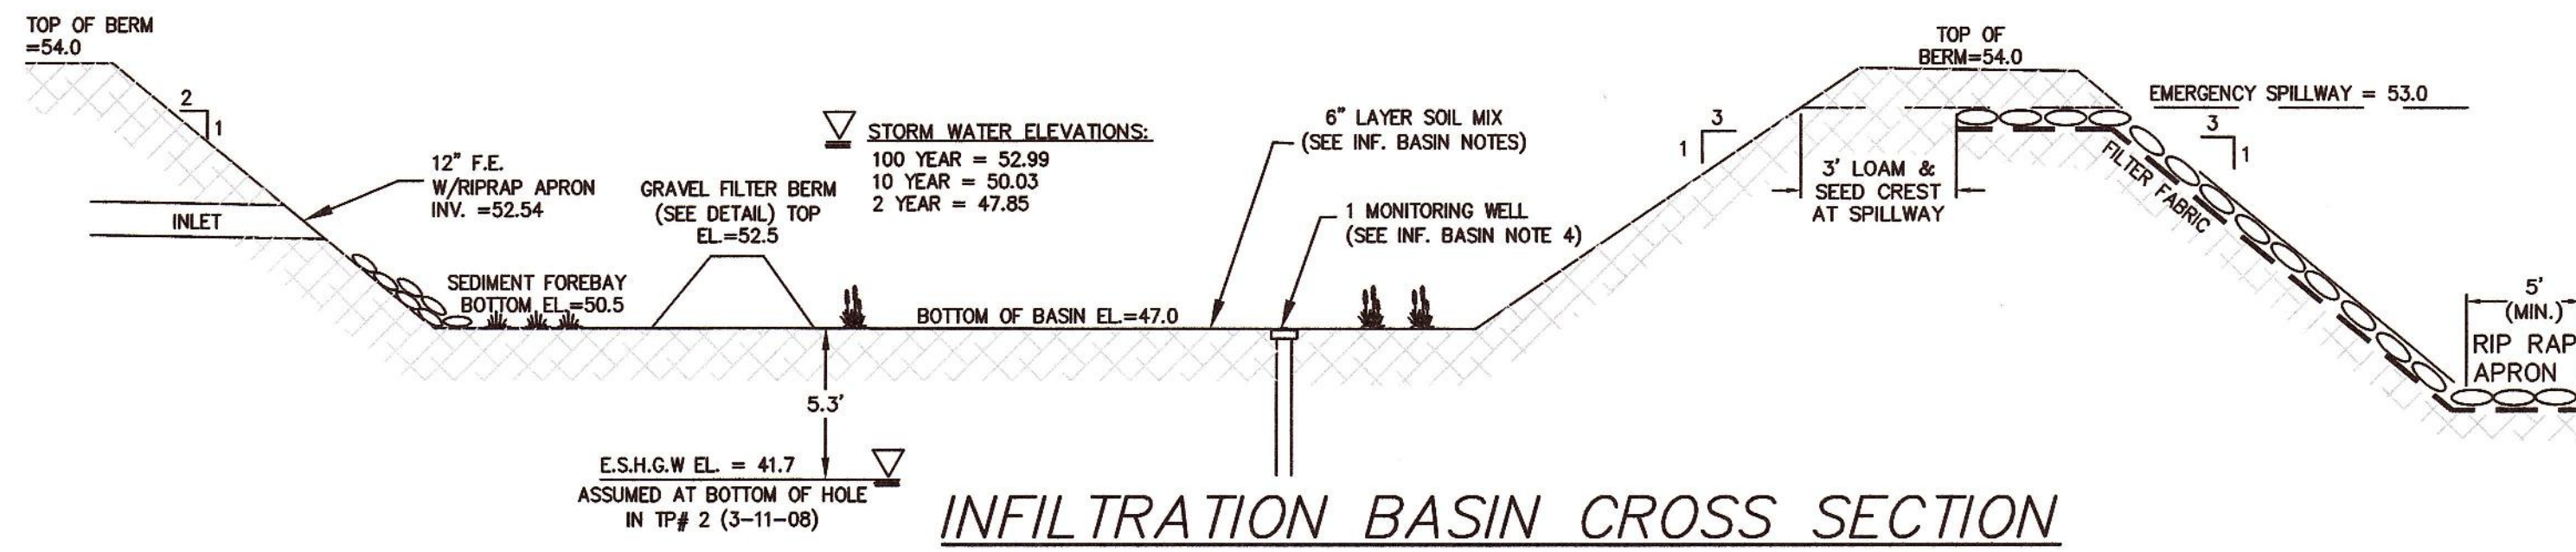 TOP OF BERM
=54.0
2
1
12" F.E.
W/RIPRAP APRON
INV. =52.54
INLET
SEDIMENT FOREBAY
BOTTOM EL.=50.5
GRAVEL FILTER BERM
(SEE DETAIL) TOP
EL.=52.5
STORM WATER ELEVATIONS:
100 YEAR = 52.99
10 YEAR = 50.03
2 YEAR = 47.85
BOTTOM OF BASIN EL.=47.0
5.3'
E.S.H.G.W EL. = 41.7
ASSUMED AT BOTTOM OF HOLE
IN TP# 2 (3-11-08)
6" LAYER SOIL MIX
(SEE INF. BASIN NOTES)
1 MONITORING WELL
(SEE INF. BASIN NOTE 4)
3
1
TOP OF
BERM=54.0
3' LOAM &
SEED CREST
AT SPILLWAY
EMERGENCY SPILLWAY = 53.0
3
1
FILTER FABRIC
5'
(MIN.)
RIP RAP
APRON
INFILTRATION BASIN CROSS SECTION